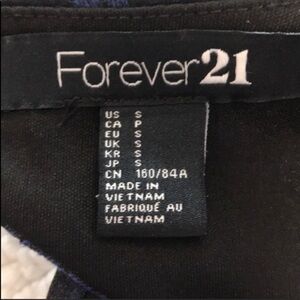 Forever21
US S
CA P
EU S
UK S
KR S
JP S
CN 160/84A
MADE IN
VIETNAM
FABRIQUÉ AU
VIETNAM